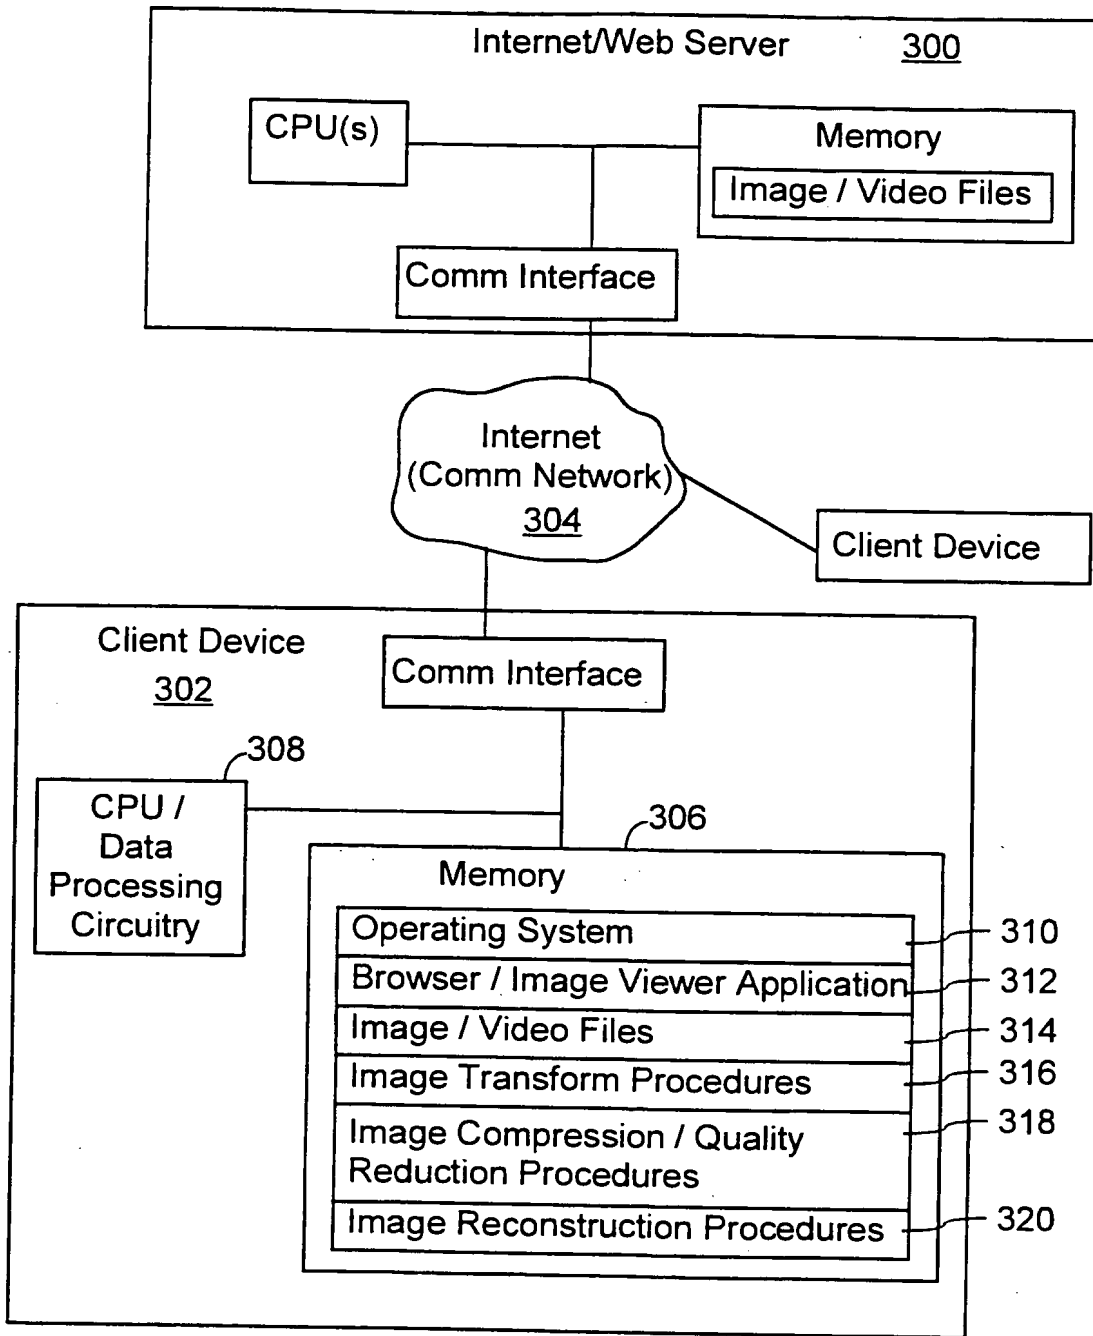 Internet/Web Server 300
CPU(s)
Memory
Image / Video Files
Comm Interface
Internet
(Comm Network)
304
Client Device
Client Device
302
Comm Interface
308
CPU /
Data
Processing
Circuitry
306
Memory
Operating System 310
Browser / Image Viewer Application 312
Image / Video Files 314
Image Transform Procedures 316
Image Compression / Quality 318
Reduction Procedures
Image Reconstruction Procedures 320